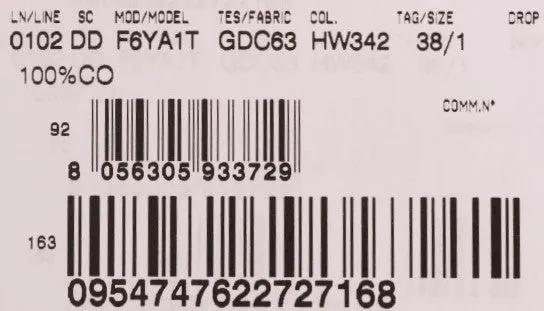 LN/LINE SC MOD/MODEL TES/FABRIC COL. TAG/SIZE DROP
0102 DD F6YA1T GDC63 HW342 38/1
100%CO
COMM.N°
92
8 056305 933729
163
0954747622727168